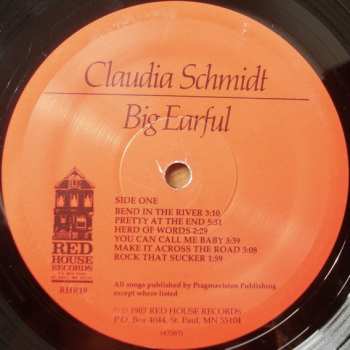 Claudia Schmidt
Big Earful
SIDE ONE
BEND IN THE RIVER 3:10
PRETTY AT THE END 5:31
HERD OF WORDS 2:29
YOU CAN CALL ME BABY 3:39
MAKE IT ACROSS THE ROAD 3:08
ROCK THAT SUCKER 1:59
RED
HOUSE
RECORDS
All songs published by Pragmavision Publishing
except where listed
1987 RED HOUSE RECORDS
P.O. Box 4044, St. Paul, MN 55104